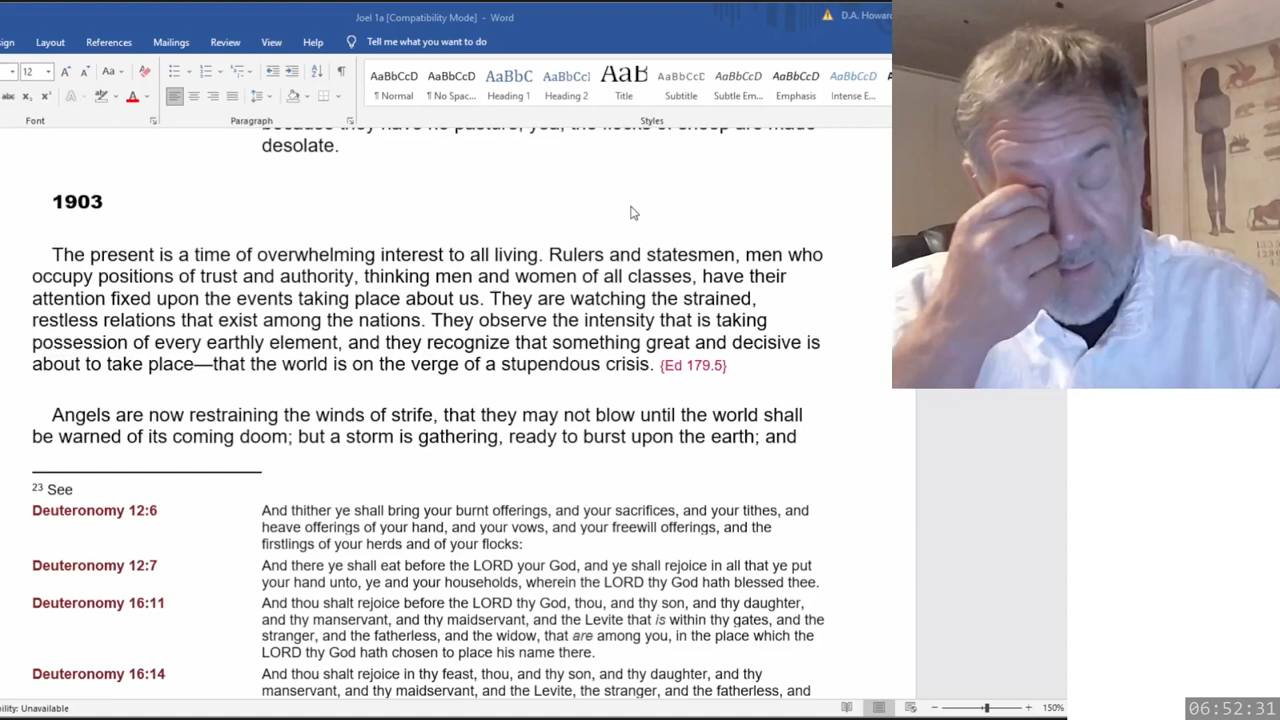 Joel 1a [Compatibility Mode] - Word
D.A. Howard
Layout References Mailings Review View Help Tell me what you want to do
12 Aa
AaBbCcD AaBbCcD AaBbC AaBbCcI AaB AaBbCcD AaBbCcD AaBbCcD AaBbCcD
¶ Normal ¶ No Spac... Heading 1 Heading 2 Title Subtitle Subtle Em... Emphasis Intense E...
Font Paragraph Styles
because they have no pasture; yea, the flocks of sheep are made
desolate.
1903
The present is a time of overwhelming interest to all living. Rulers and statesmen, men who
occupy positions of trust and authority, thinking men and women of all classes, have their
attention fixed upon the events taking place about us. They are watching the strained,
restless relations that exist among the nations. They observe the intensity that is taking
possession of every earthly element, and they recognize that something great and decisive is
about to take place—that the world is on the verge of a stupendous crisis. {Ed 179.5}
Angels are now restraining the winds of strife, that they may not blow until the world shall
be warned of its coming doom; but a storm is gathering, ready to burst upon the earth; and
23 See
Deuteronomy 12:6 And thither ye shall bring your burnt offerings, and your sacrifices, and your tithes, and
heave offerings of your hand, and your vows, and your freewill offerings, and the
firstlings of your herds and of your flocks:
Deuteronomy 12:7 And there ye shall eat before the LORD your God, and ye shall rejoice in all that ye put
your hand unto, ye and your households, wherein the LORD thy God hath blessed thee.
Deuteronomy 16:11 And thou shalt rejoice before the LORD thy God, thou, and thy son, and thy daughter,
and thy manservant, and thy maidservant, and the Levite that is within thy gates, and the
stranger, and the fatherless, and the widow, that are among you, in the place which the
LORD thy God hath chosen to place his name there.
Deuteronomy 16:14 And thou shalt rejoice in thy feast, thou, and thy son, and thy daughter, and thy
manservant, and thy maidservant, and the Levite, the stranger, and the fatherless, and
Unavailable
150%
06:52:31